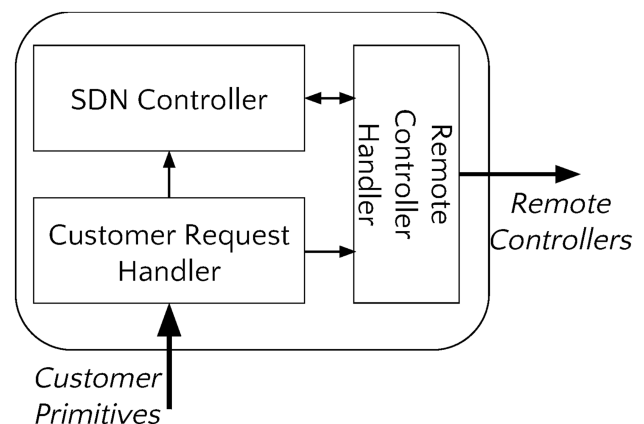 SDN Controller
Remote
Controller
Handler
Customer Request
Handler
Remote
Controllers
Customer
Primitives